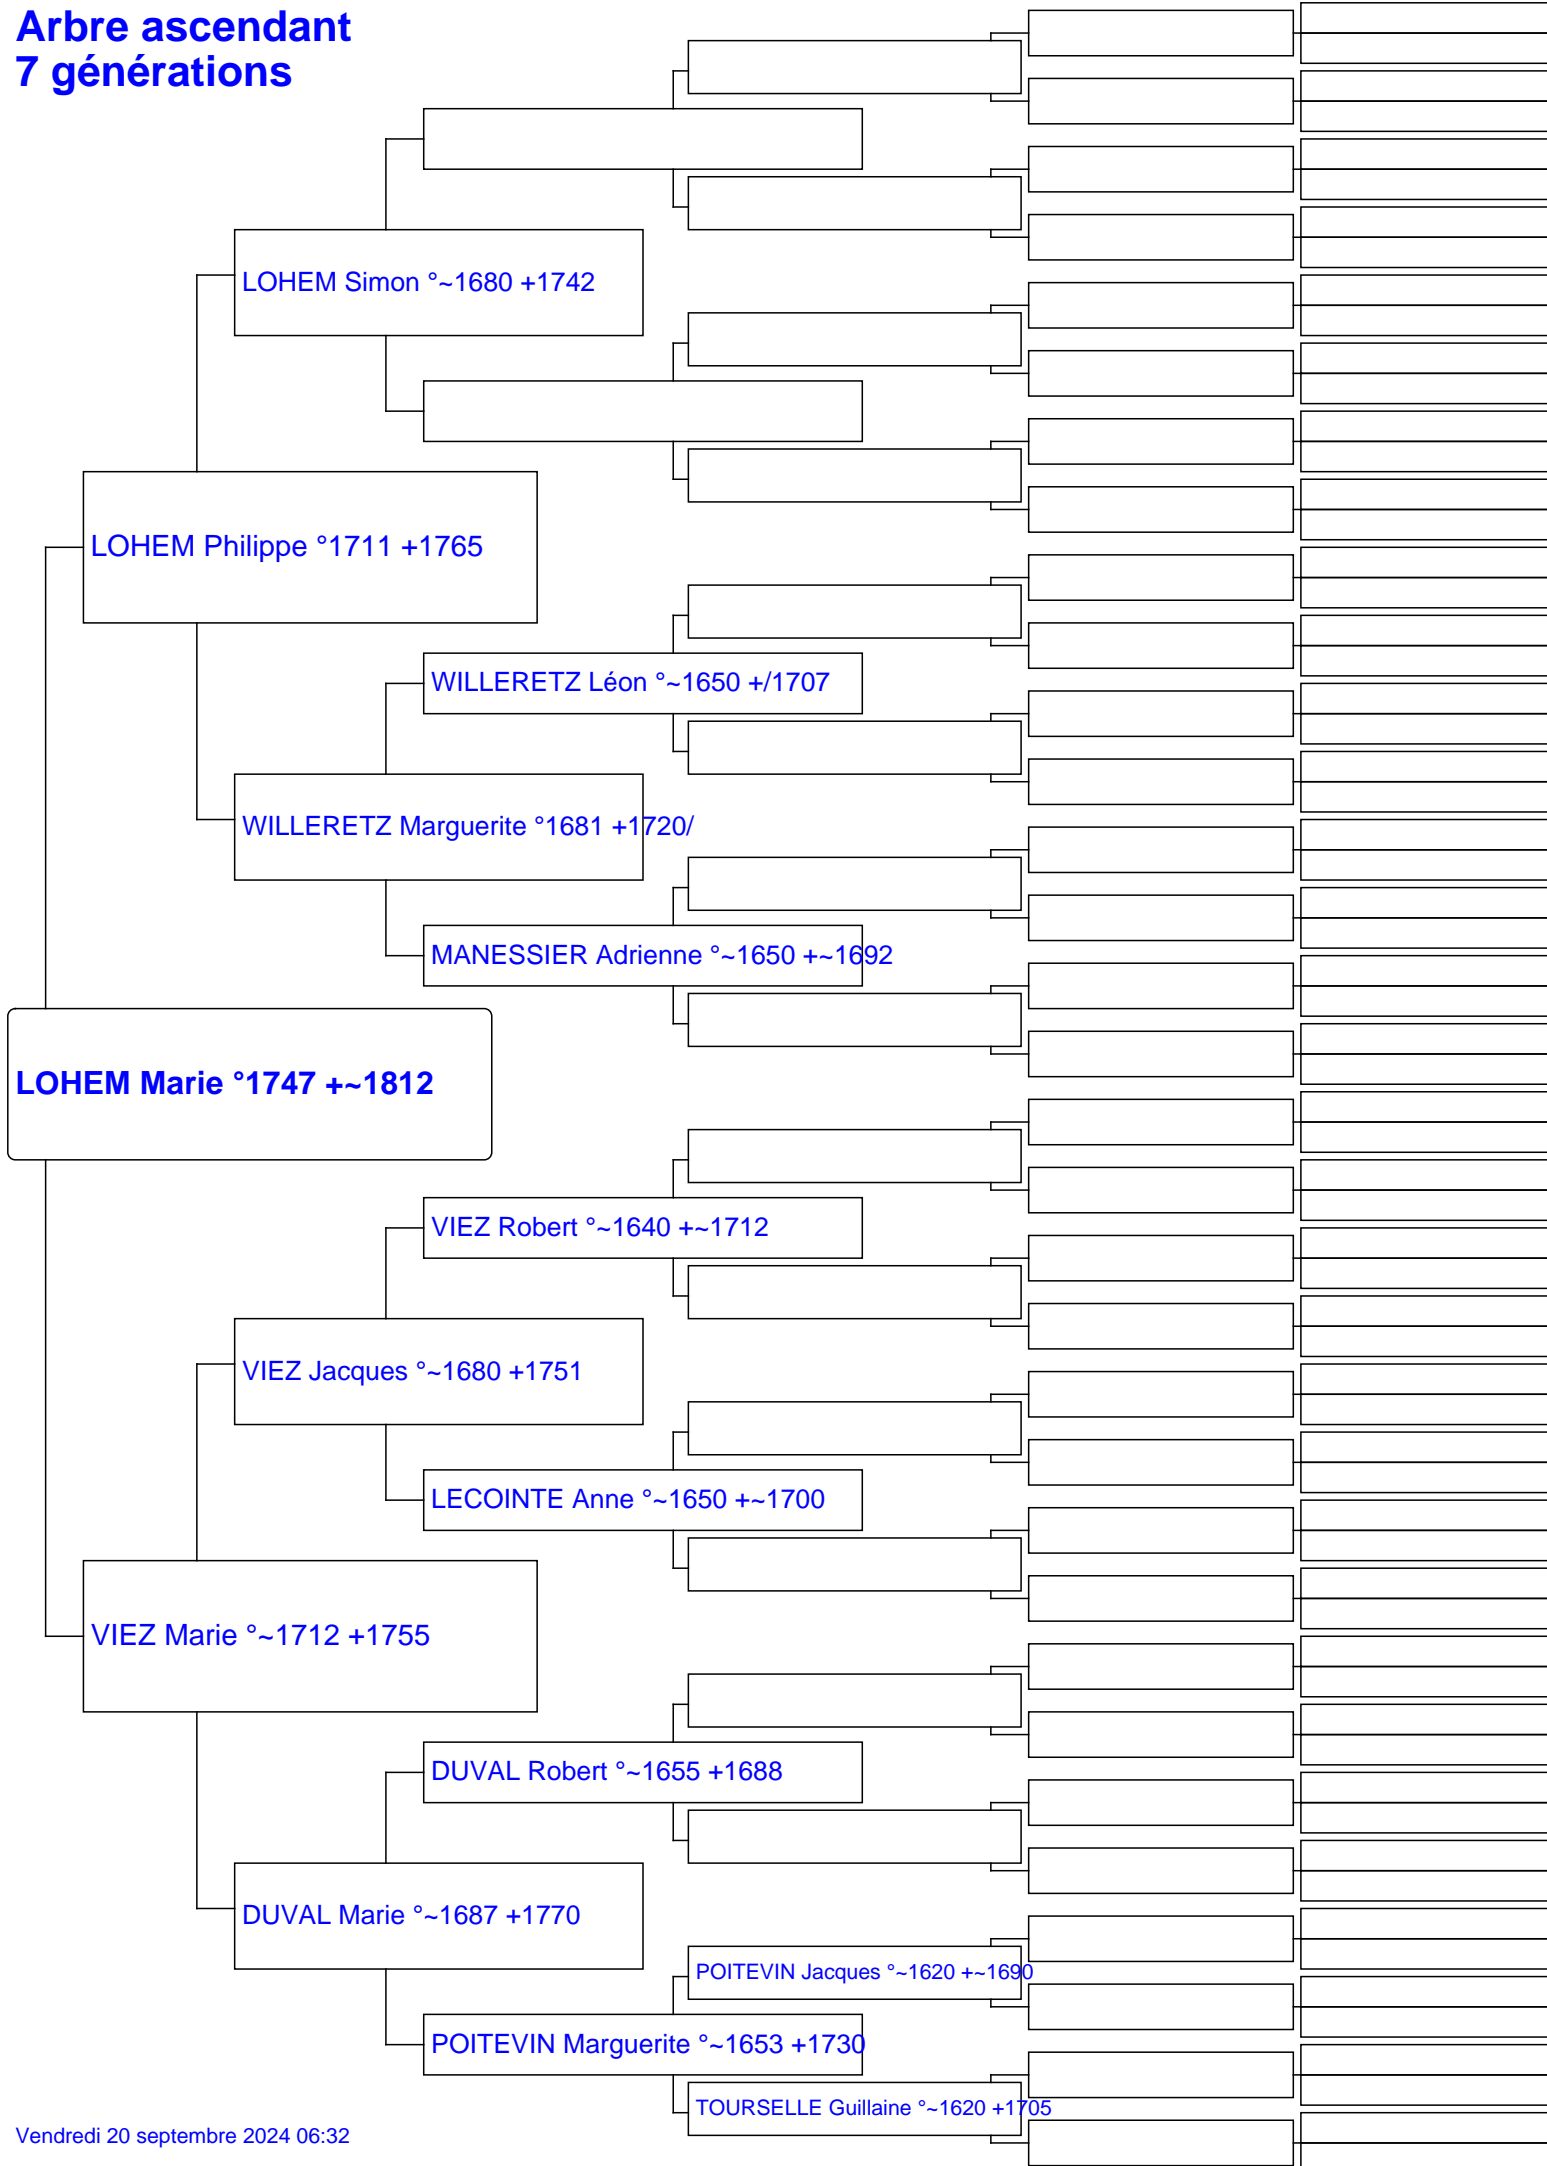 Arbre ascendant
7 générations
LOHEM Simon °~1680 +1742
LOHEM Philippe °1711 +1765
WILLERETZ Léon °~1650 +/1707
WILLERETZ Marguerite °1681 +1720/
MANESSIER Adrienne °~1650 +~1692
LOHEM Marie °1747 +~1812
VIEZ Robert °~1640 +~1712
VIEZ Jacques °~1680 +1751
LECOINTE Anne °~1650 +~1700
VIEZ Marie °~1712 +1755
DUVAL Robert °~1655 +1688
DUVAL Marie °~1687 +1770
POITEVIN Jacques °~1620 +~1690
POITEVIN Marguerite °~1653 +1730
TOURSELLE Guillaine °~1620 +1705
Vendredi 20 septembre 2024 06:32